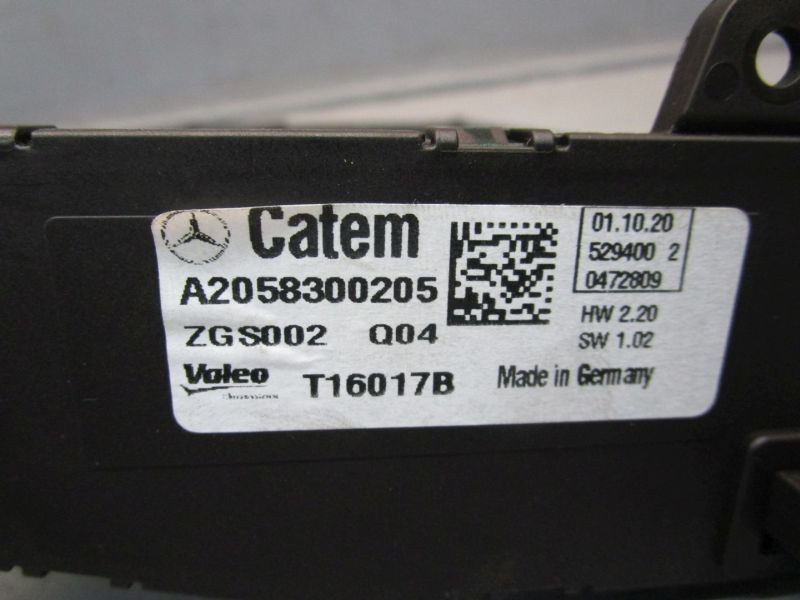 Catem
A2058300205
ZGS002 Q04
Valeo T16017B
01.10.20
529400 2
0472809
HW 2.20
SW 1.02
Made in Germany